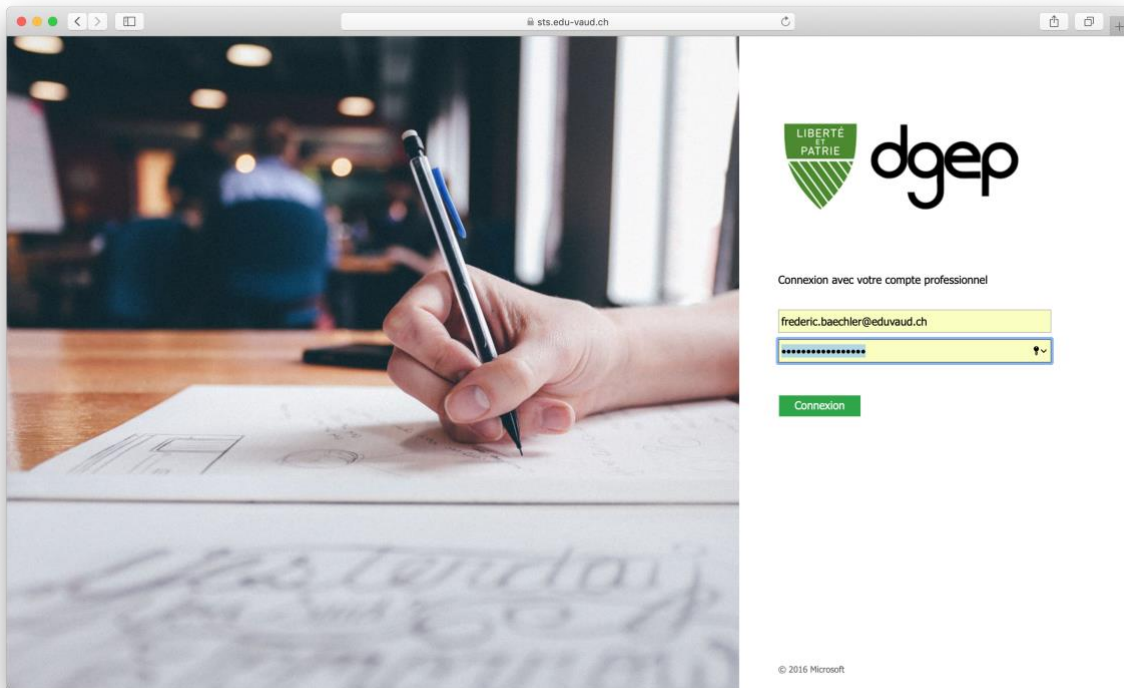 sts.edu-vaud.ch
LIBERTÉ
ET
PATRIE
dgep
Connexion avec votre compte professionnel
frederic.baechler@eduvaud.ch
••••••••••••••••••
Connexion
© 2016 Microsoft
Yesterday